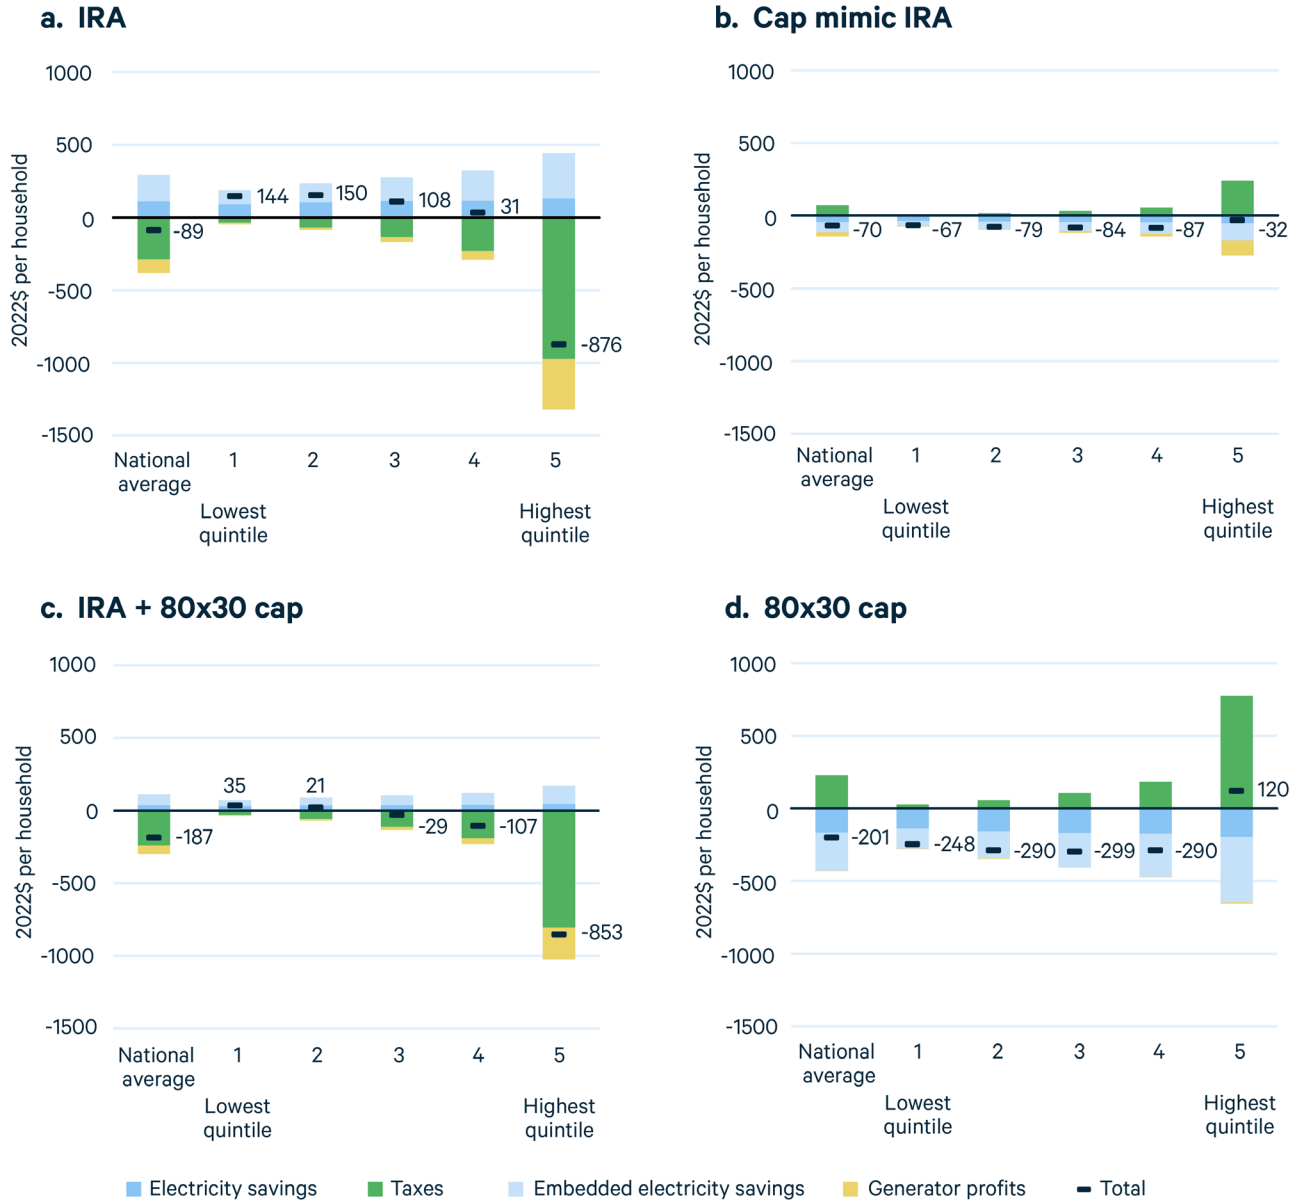 a. IRA
1000
500
0
-500
-1000
-1500
2022$ per household
-89
144
150
108
31
-876
National average
1
2
3
4
5
Lowest quintile
Highest quintile
b. Cap mimic IRA
1000
500
0
-500
-1000
-1500
2022$ per household
-70
-67
-79
-84
-87
-32
National average
1
2
3
4
5
Lowest quintile
Highest quintile
c. IRA + 80x30 cap
1000
500
0
-500
-1000
-1500
2022$ per household
-187
35
21
-29
-107
-853
National average
1
2
3
4
5
Lowest quintile
Highest quintile
d. 80x30 cap
1000
500
0
-500
-1000
-1500
2022$ per household
-201
-248
-290
-299
-290
120
National average
1
2
3
4
5
Lowest quintile
Highest quintile
Electricity savings
Taxes
Embedded electricity savings
Generator profits
Total